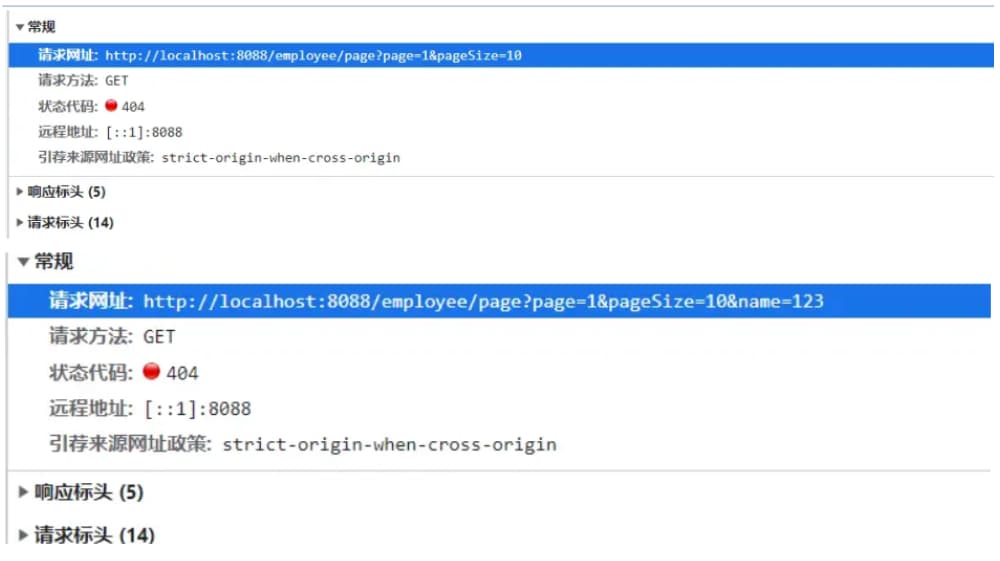 常规
请求网址: http://localhost:8088/employee/page?page=1&pageSize=10
请求方法: GET
状态代码: 404
远程地址: [::1]:8088
引荐来源网址政策: strict-origin-when-cross-origin
响应标头 (5)
请求标头 (14)
常规
请求网址: http://localhost:8088/employee/page?page=1&pageSize=10&name=123
请求方法: GET
状态代码: 404
远程地址: [::1]:8088
引荐来源网址政策: strict-origin-when-cross-origin
响应标头 (5)
请求标头 (14)